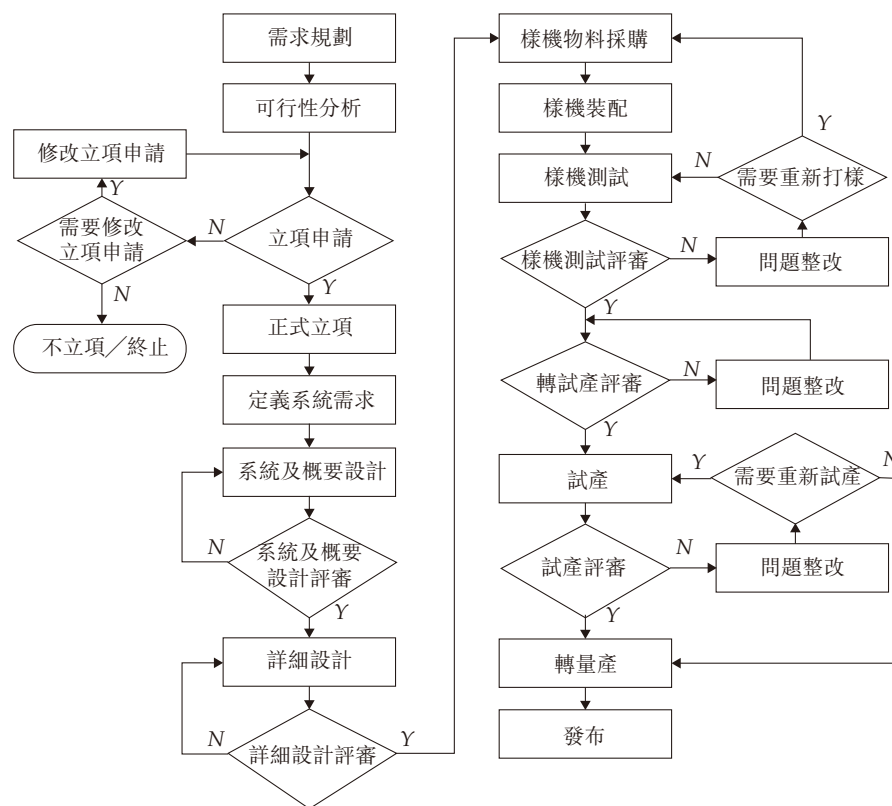 需求規劃
可行性分析
修改立項申請
Y
需要修改
立項申請
N
立項申請
N
Y
不立項／終止
正式立項
定義系統需求
系統及概要設計
N
系統及概要
設計評審
Y
詳細設計
N
詳細設計評審
Y
樣機物料採購
樣機裝配
Y
樣機測試
N
需要重新打樣
樣機測試評審
N
問題整改
Y
轉試產評審
N
問題整改
Y
試產
Y
需要重新試產
N
試產評審
N
問題整改
Y
轉量產
發布